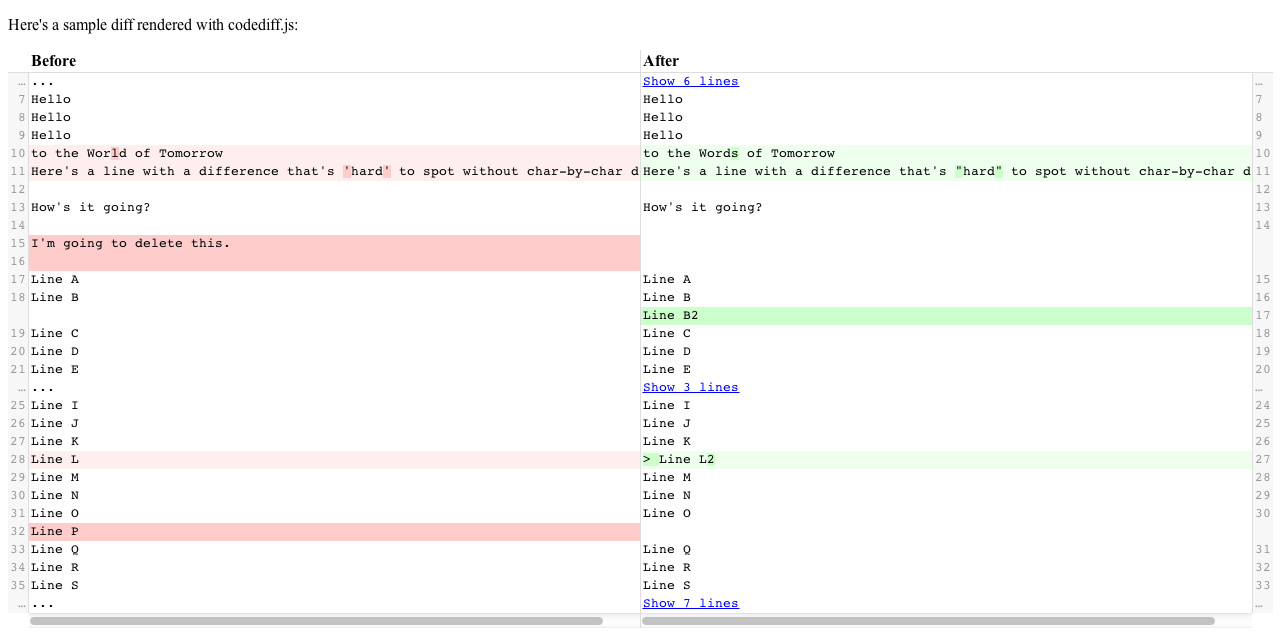 Here's a sample diff rendered with codediff.js:
Before After
… ... Show 6 lines …
7 Hello Hello 7
8 Hello Hello 8
9 Hello Hello 9
10 to the World of Tomorrow to the Words of Tomorrow 10
11 Here's a line with a difference that's 'hard' to spot without char-by-char d Here's a line with a difference that's "hard" to spot without char-by-char d 11
12 12
13 How's it going? How's it going? 13
14 14
15 I'm going to delete this.
16
17 Line A Line A 15
18 Line B Line B 16
Line B2 17
19 Line C Line C 18
20 Line D Line D 19
21 Line E Line E 20
… ... Show 3 lines …
25 Line I Line I 24
26 Line J Line J 25
27 Line K Line K 26
28 Line L > Line L2 27
29 Line M Line M 28
30 Line N Line N 29
31 Line O Line O 30
32 Line P
33 Line Q Line Q 31
34 Line R Line R 32
35 Line S Line S 33
… ... Show 7 lines …